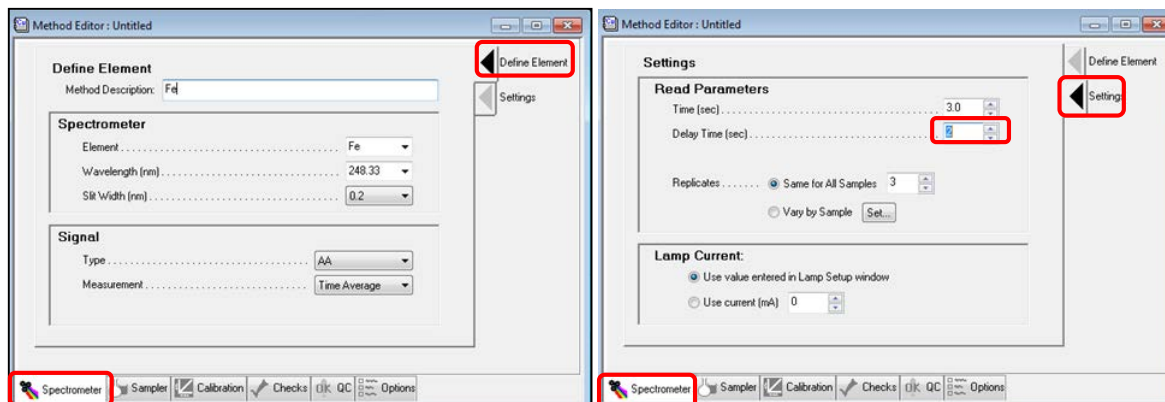 Method Editor : Untitled
Define Element
Method Description: Fe
Spectrometer
Element Fe
Wavelength (nm) 248.33
Slit Width (nm) 0.2
Signal
Type AA
Measurement Time Average
Define Element
Settings
Spectrometer Sampler Calibration Checks QC Options
Method Editor : Untitled
Settings
Read Parameters
Time (sec) 3.0
Delay Time (sec) 2
Replicates Same for All Samples 3
Vary by Sample Set...
Lamp Current:
Use value entered in Lamp Setup window
Use current (mA) 0
Define Element
Settings
Spectrometer Sampler Calibration Checks QC Options